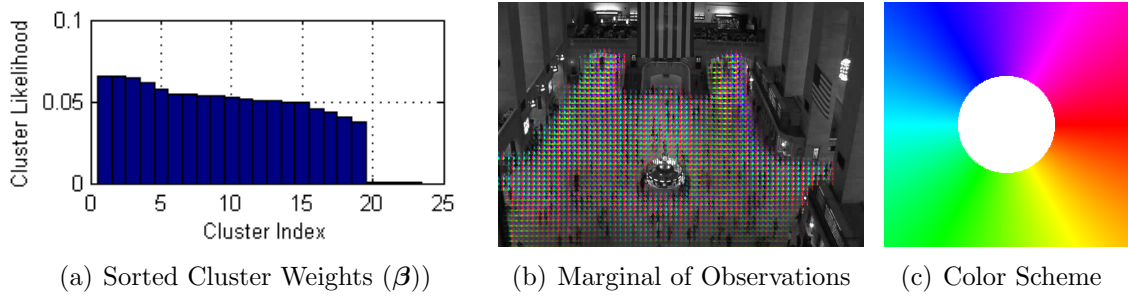 0.1
0.05
0
0 5 10 15 20 25
Cluster Likelihood
Cluster Index
(a) Sorted Cluster Weights (β))
(b) Marginal of Observations
(c) Color Scheme